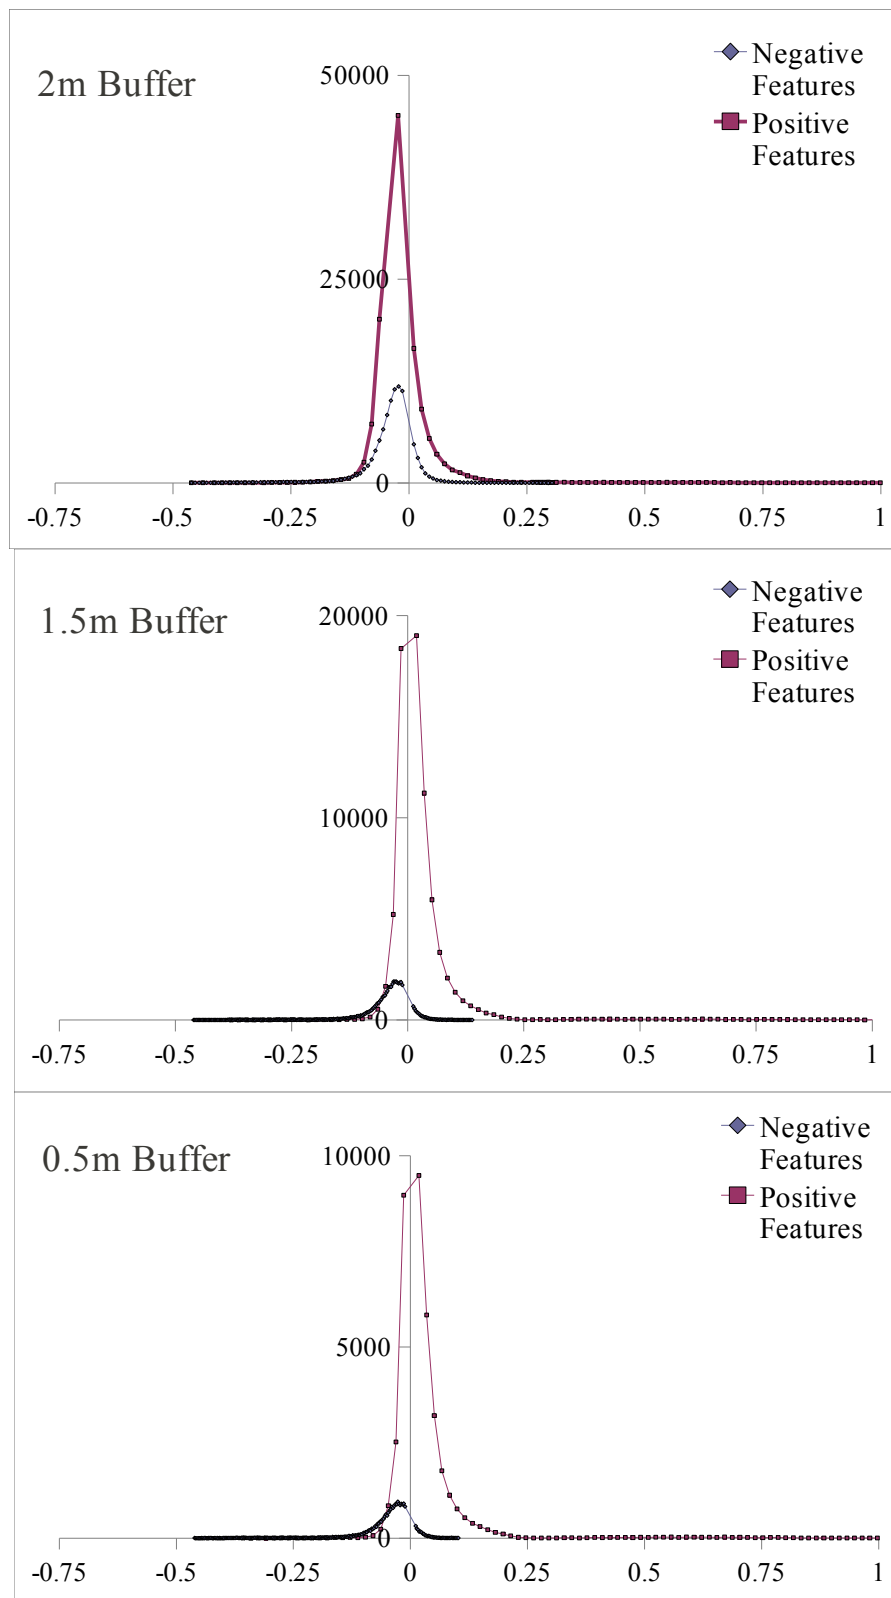 2m Buffer
Negative
Features
Positive
Features
50000
25000
0
-0.75 -0.5 -0.25 0 0.25 0.5 0.75 1
1.5m Buffer
Negative
Features
Positive
Features
20000
10000
0
-0.75 -0.5 -0.25 0 0.25 0.5 0.75 1
0.5m Buffer
Negative
Features
Positive
Features
10000
5000
0
-0.75 -0.5 -0.25 0 0.25 0.5 0.75 1